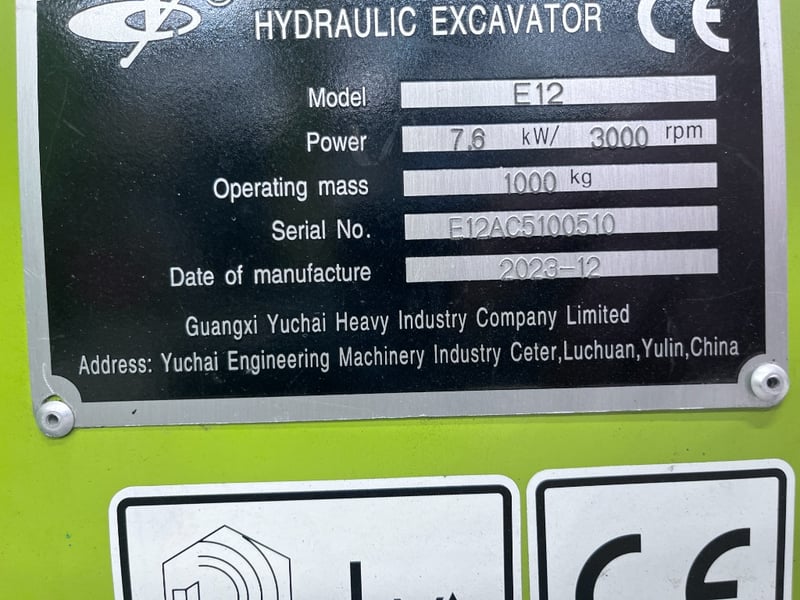 HYDRAULIC EXCAVATOR CE
Model E12
Power 7.6 kW/ 3000 rpm
Operating mass 1000 kg
Serial No. E12AC5100510
Date of manufacture 2023-12
Guangxi Yuchai Heavy Industry Company Limited
Address: Yuchai Engineering Machinery Industry Ceter,Luchuan,Yulin,China
CE